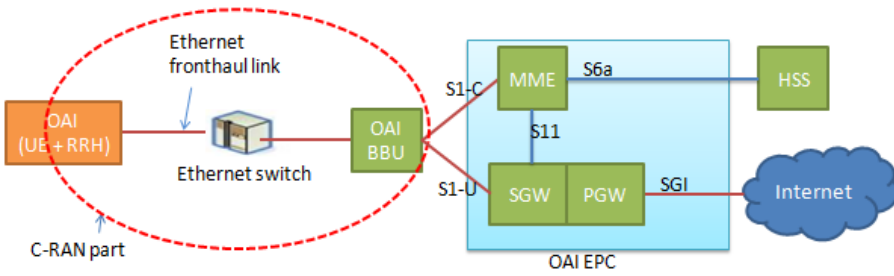 Ethernet
fronthaul link
OAI
(UE + RRH)
Ethernet switch
C-RAN part
OAI
BBU
S1-C
S1-U
MME
S6a
HSS
S11
SGW
PGW
SGI
Internet
OAI EPC